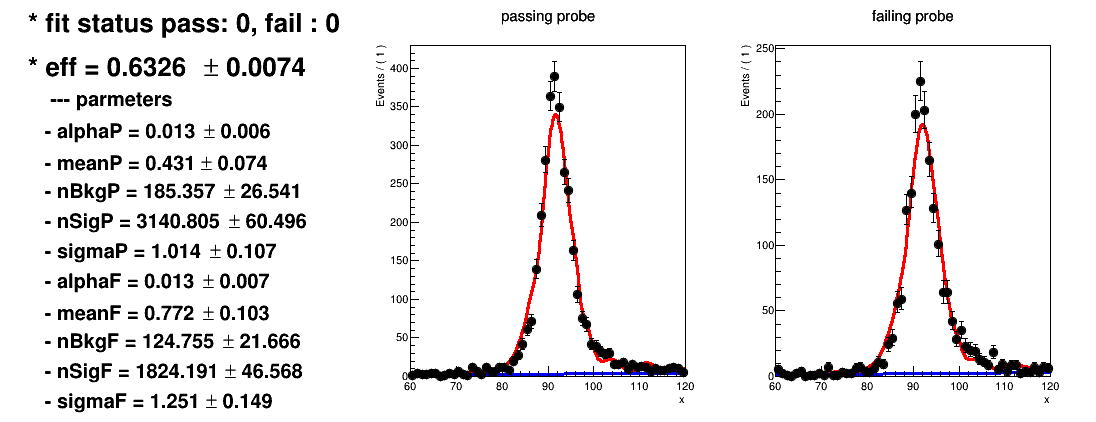 * fit status pass: 0, fail : 0
* eff = 0.6326 ± 0.0074
--- parmeters
- alphaP = 0.013 ± 0.006
- meanP = 0.431 ± 0.074
- nBkgP = 185.357 ± 26.541
- nSigP = 3140.805 ± 60.496
- sigmaP = 1.014 ± 0.107
- alphaF = 0.013 ± 0.007
- meanF = 0.772 ± 0.103
- nBkgF = 124.755 ± 21.666
- nSigF = 1824.191 ± 46.568
- sigmaF = 1.251 ± 0.149
passing probe
Events / ( 1 )
400
350
300
250
200
150
100
50
0
60 70 80 90 100 110 120
x
failing probe
Events / ( 1 )
250
200
150
100
50
0
60 70 80 90 100 110 120
x